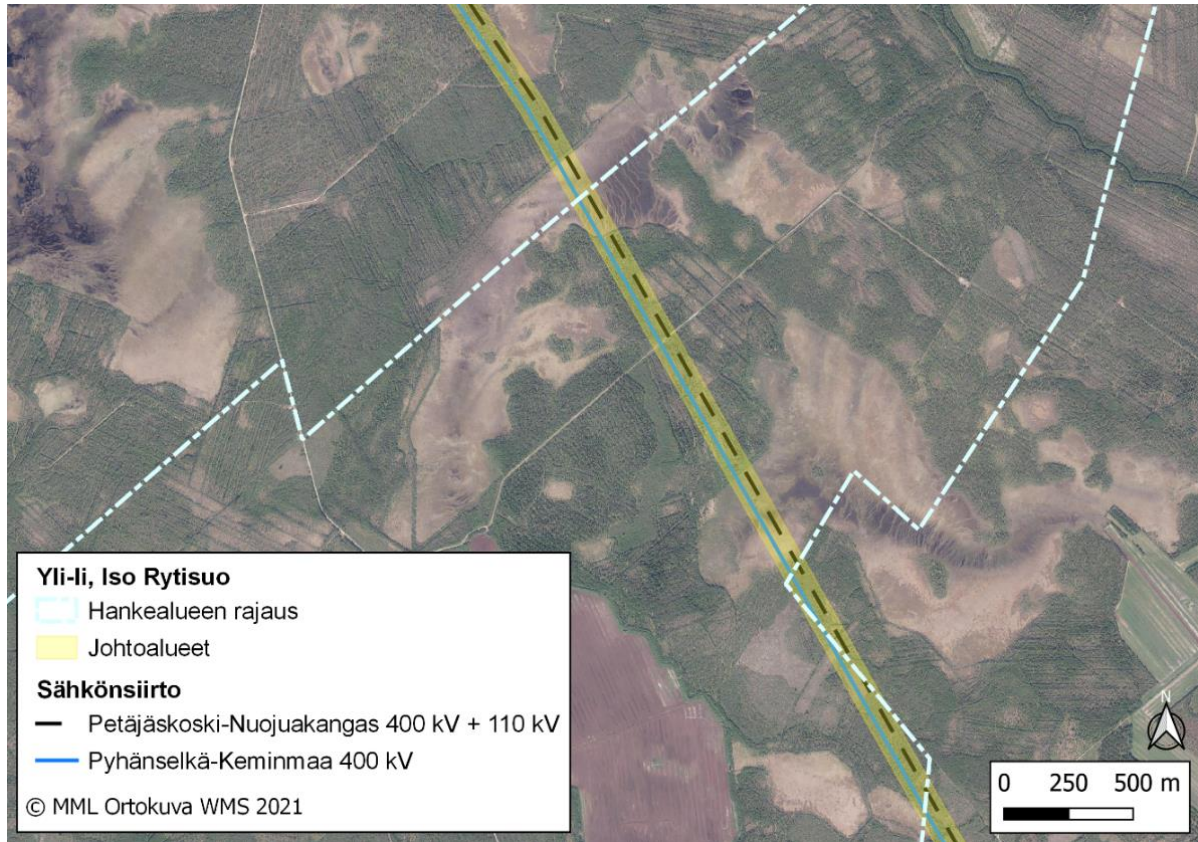 Yli-Ii, Iso Rytisuo
Hankealueen rajaus
Johtoalueet
Sähkönsiirto
Petäjäskoski-Nuojuakangas 400 kV + 110 kV
Pyhänselkä-Keminmaa 400 kV
© MML Ortokuva WMS 2021
N
0 250 500 m